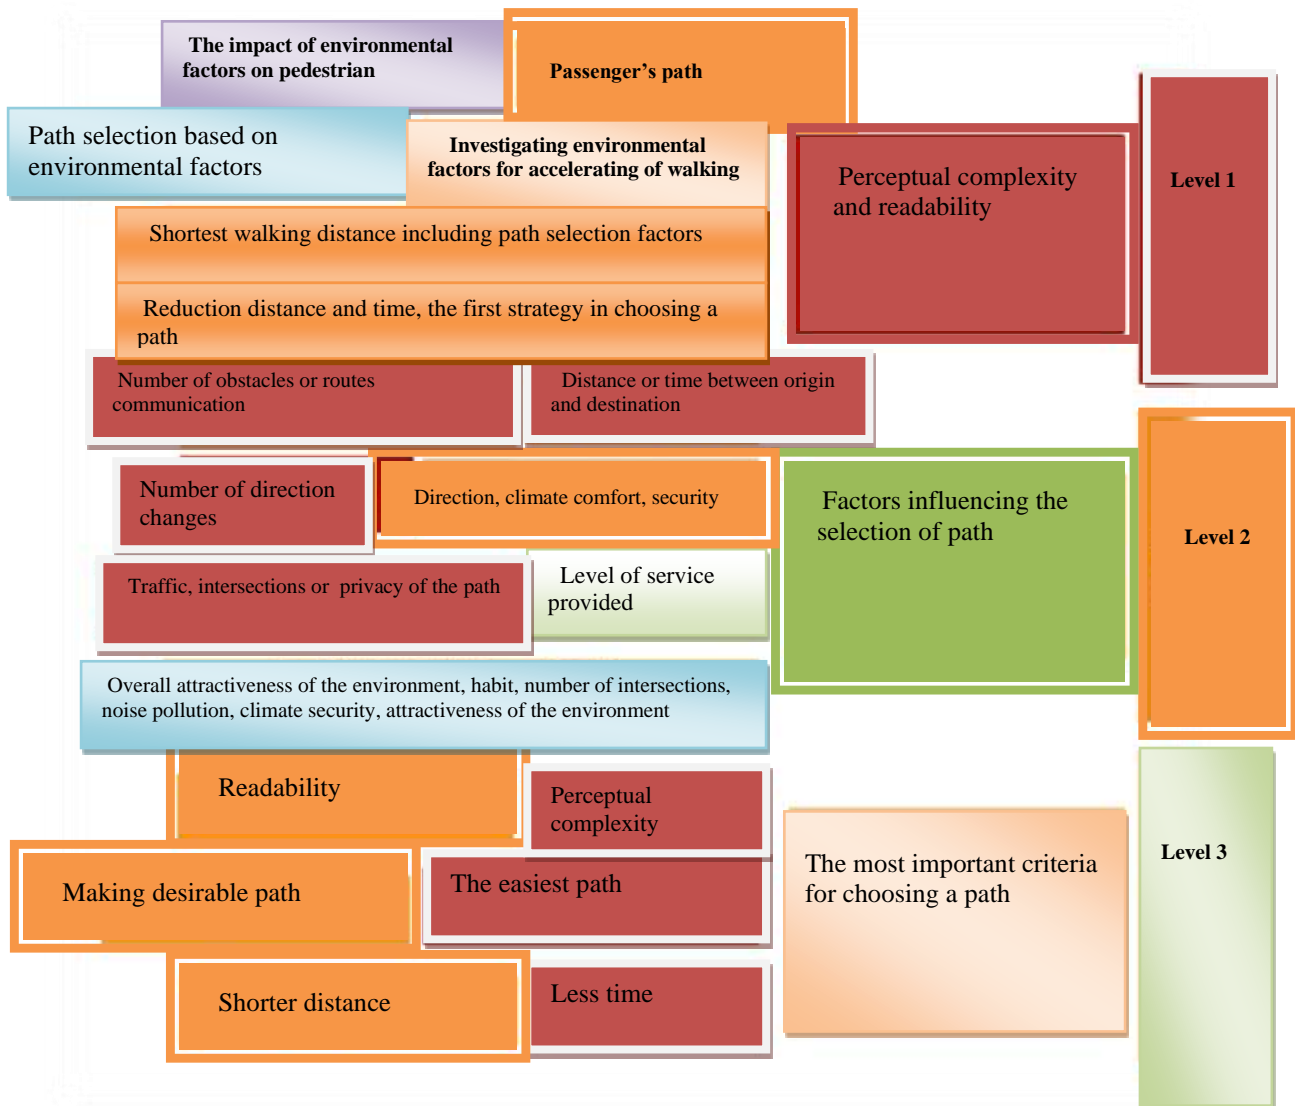 The impact of environmental
factors on pedestrian
Passenger’s path
Path selection based on
environmental factors
Investigating environmental
factors for accelerating of walking
Perceptual complexity
and readability
Level 1
Shortest walking distance including path selection factors
Reduction distance and time, the first strategy in choosing a
path
Number of obstacles or routes
communication
Distance or time between origin
and destination
Number of direction
changes
Direction, climate comfort, security
Factors influencing the
selection of path
Level 2
Traffic, intersections or privacy of the path
Level of service
provided
Overall attractiveness of the environment, habit, number of intersections,
noise pollution, climate security, attractiveness of the environment
Readability
Perceptual
complexity
Making desirable path
The easiest path
The most important criteria
for choosing a path
Level 3
Shorter distance
Less time